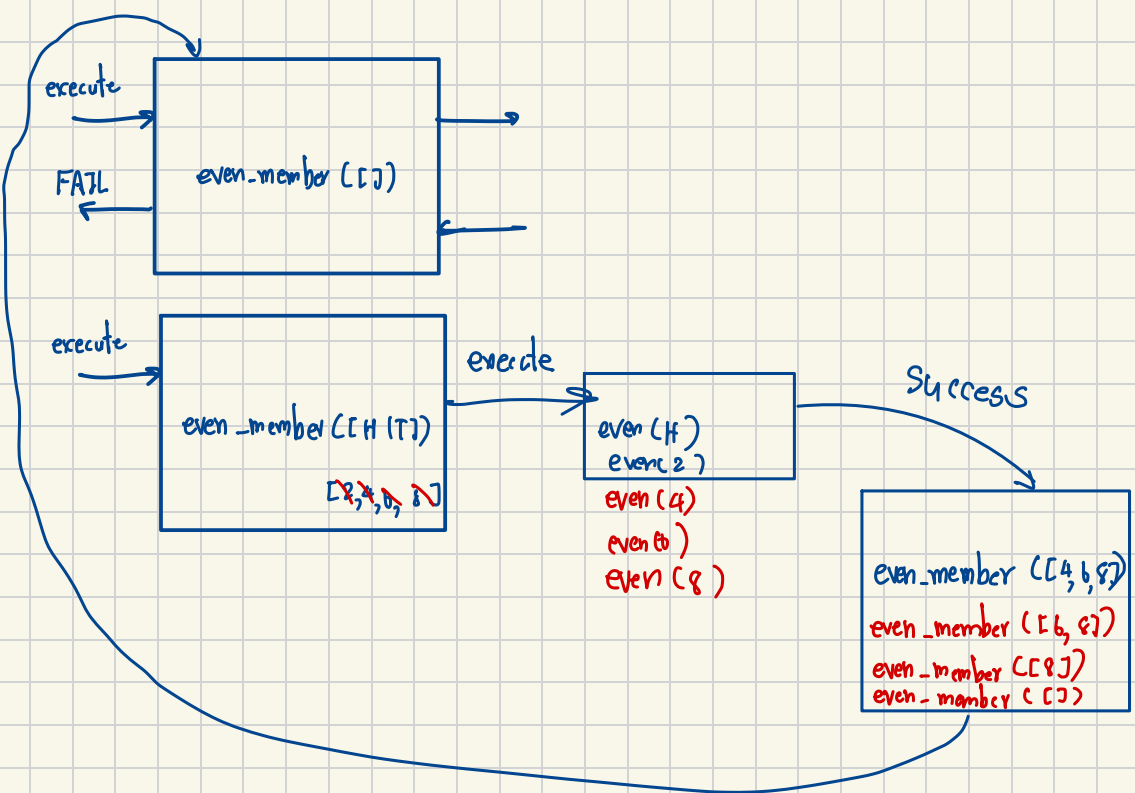 execute
FAIL
even_member([])
execute
even_member([H|T])
[2,4,6,8]
execute
even(H)
even(2)
even(4)
even(6)
even(8)
Success
even_member([4,6,8])
even_member([6,8])
even_member([8])
even_member([])